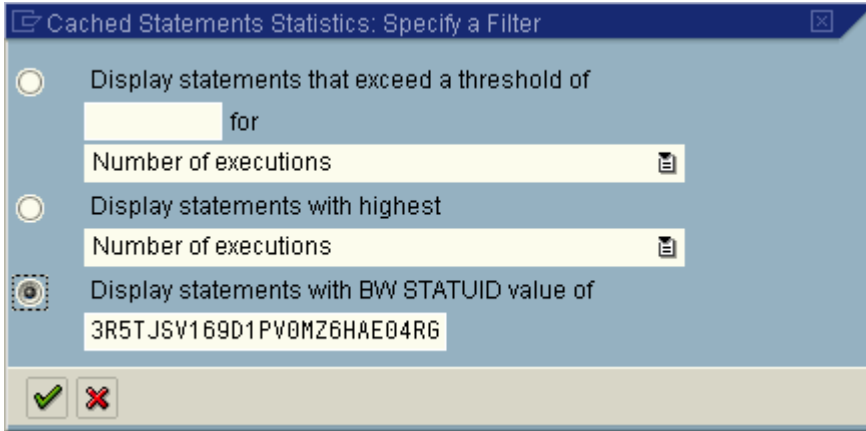 Cached Statements Statistics: Specify a Filter
Display statements that exceed a threshold of
for
Number of executions
Display statements with highest
Number of executions
Display statements with BW STATUID value of
3R5TJSV169D1PV0MZ6HAE04RG